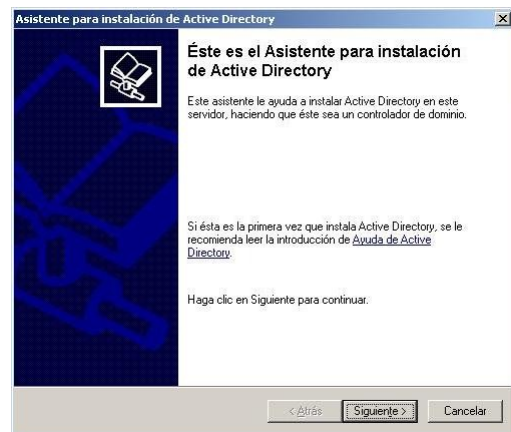 Asistente para instalación de Active Directory
Éste es el Asistente para instalación
de Active Directory
Este asistente le ayuda a instalar Active Directory en este
servidor, haciendo que éste sea un controlador de dominio.
Si ésta es la primera vez que instala Active Directory, se le
recomienda leer la introducción de Ayuda de Active
Directory.
Haga clic en Siguiente para continuar.
< Atrás Siguiente > Cancelar